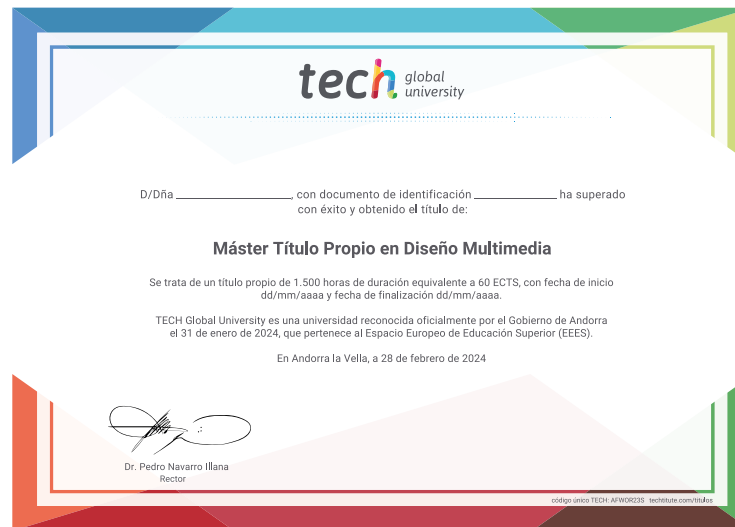 tech global university
D/Dña ______________, con documento de identificación ______________ ha superado
con éxito y obtenido el título de:
Máster Título Propio en Diseño Multimedia
Se trata de un título propio de 1.500 horas de duración equivalente a 60 ECTS, con fecha de inicio
dd/mm/aaaa y fecha de finalización dd/mm/aaaa.
TECH Global University es una universidad reconocida oficialmente por el Gobierno de Andorra
el 31 de enero de 2024, que pertenece al Espacio Europeo de Educación Superior (EEES).
En Andorra la Vella, a 28 de febrero de 2024
Dr. Pedro Navarro Illana
Rector
código único TECH: AFWOR23S techtitute.com/titulos